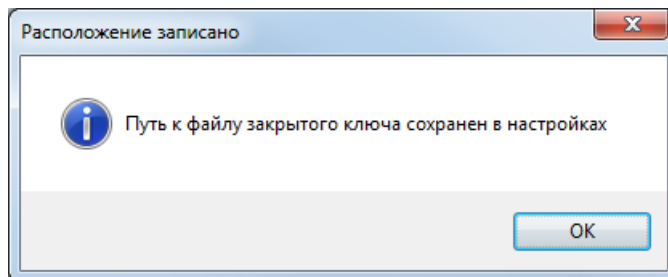 Расположение записано
Путь к файлу закрытого ключа сохранен в настройках
OK